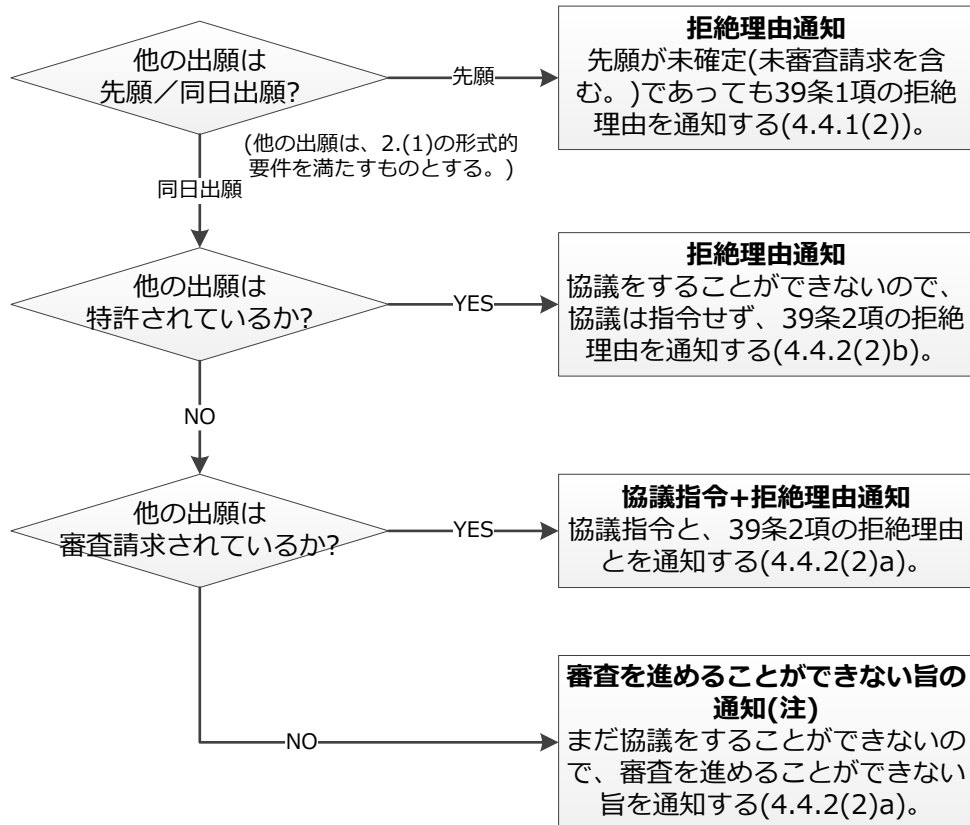 他の出願は
先願／同日出願?
先願
拒絶理由通知
先願が未確定(未審査請求を含
む。)であっても39条1項の拒絶
理由を通知する(4.4.1(2))。
(他の出願は、2.(1)の形式的
要件を満たすものとする。)
同日出願
他の出願は
特許されているか?
YES
拒絶理由通知
協議をすることができないので、
協議は指令せず、39条2項の拒絶
理由を通知する(4.4.2(2)b)。
NO
他の出願は
審査請求されているか?
YES
協議指令+拒絶理由通知
協議指令と、39条2項の拒絶理由
とを通知する(4.4.2(2)a)。
NO
審査を進めることができない旨の
通知(注)
まだ協議をすることができないの
で、審査を進めることができない
旨を通知する(4.4.2(2)a)。